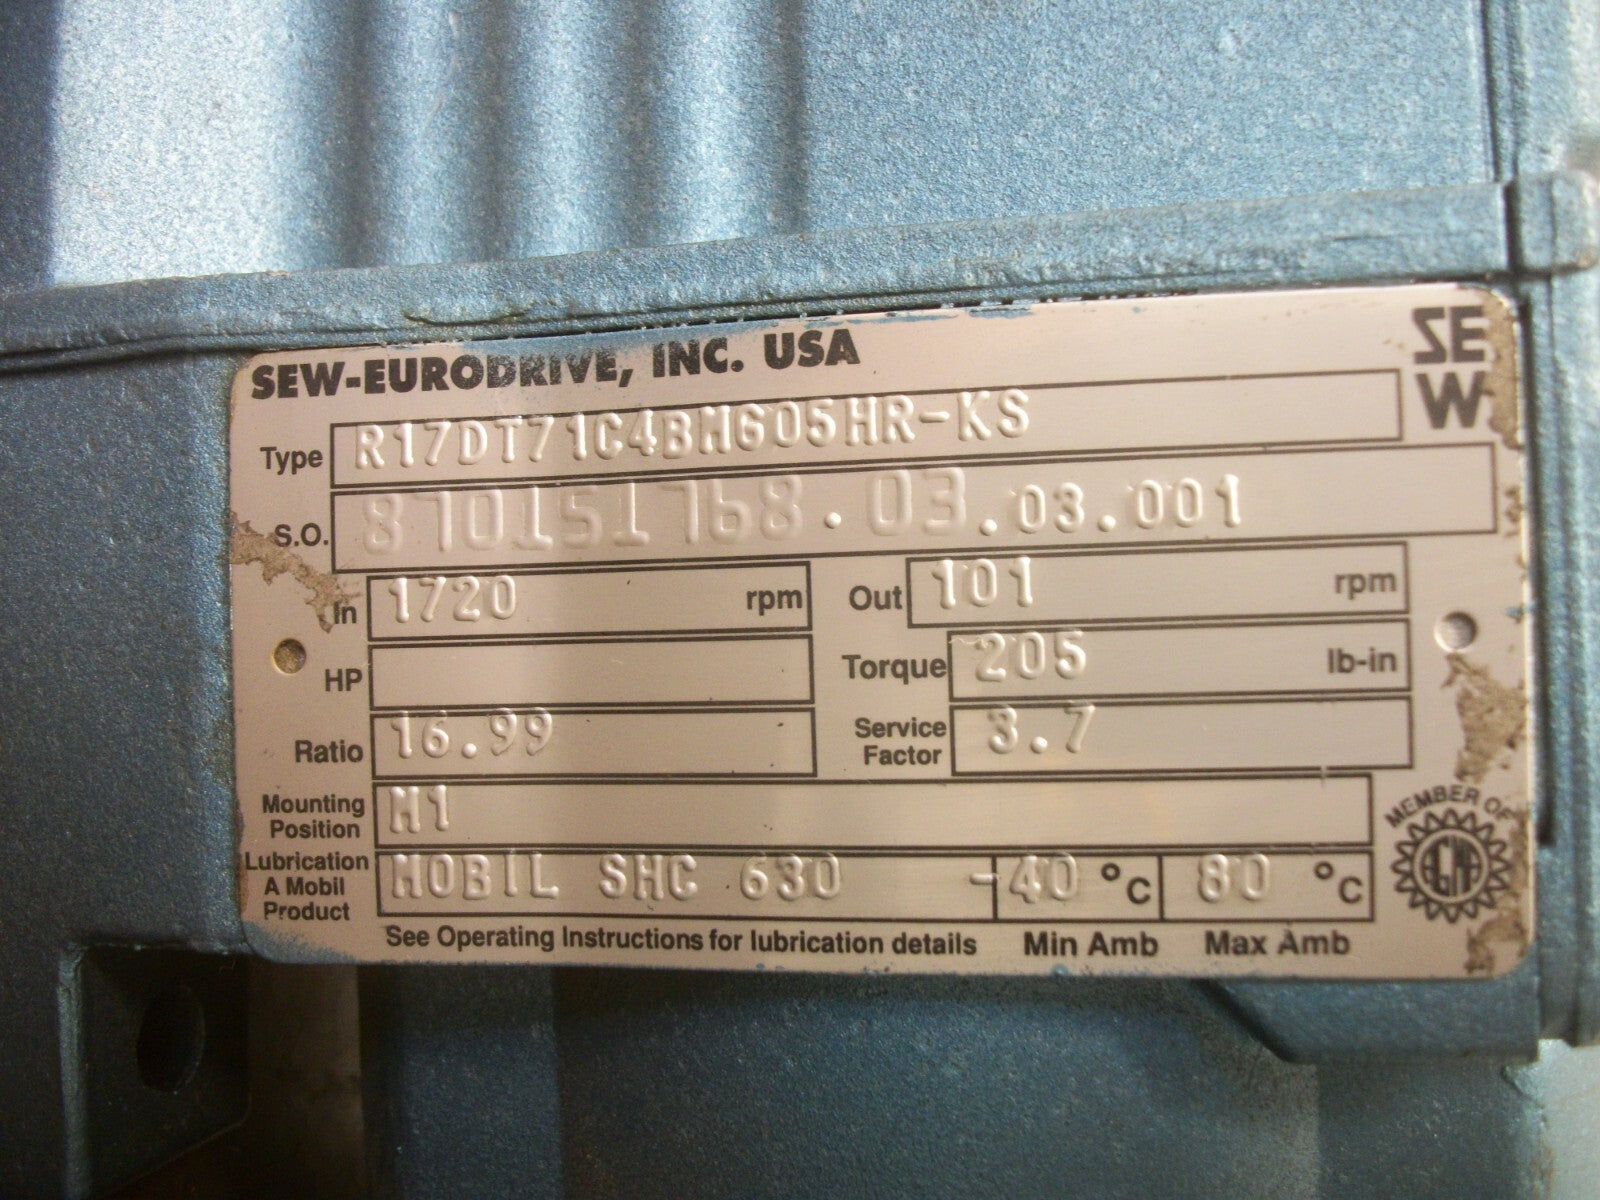 SEW-EURODRIVE, INC. USA
SEW
Type R17DT71C4BMG05HR-KS
S.O. 870151768.03.03.001
In 1720 rpm Out 101 rpm
HP Torque 205 lb-in
Ratio 16.99 Service Factor 3.7
Mounting Position M1
Lubrication A Mobil Product MOBIL SHC 630 -40 °C 80 °C
See Operating Instructions for lubrication details Min Amb Max Amb
MEMBER OF
AGMA